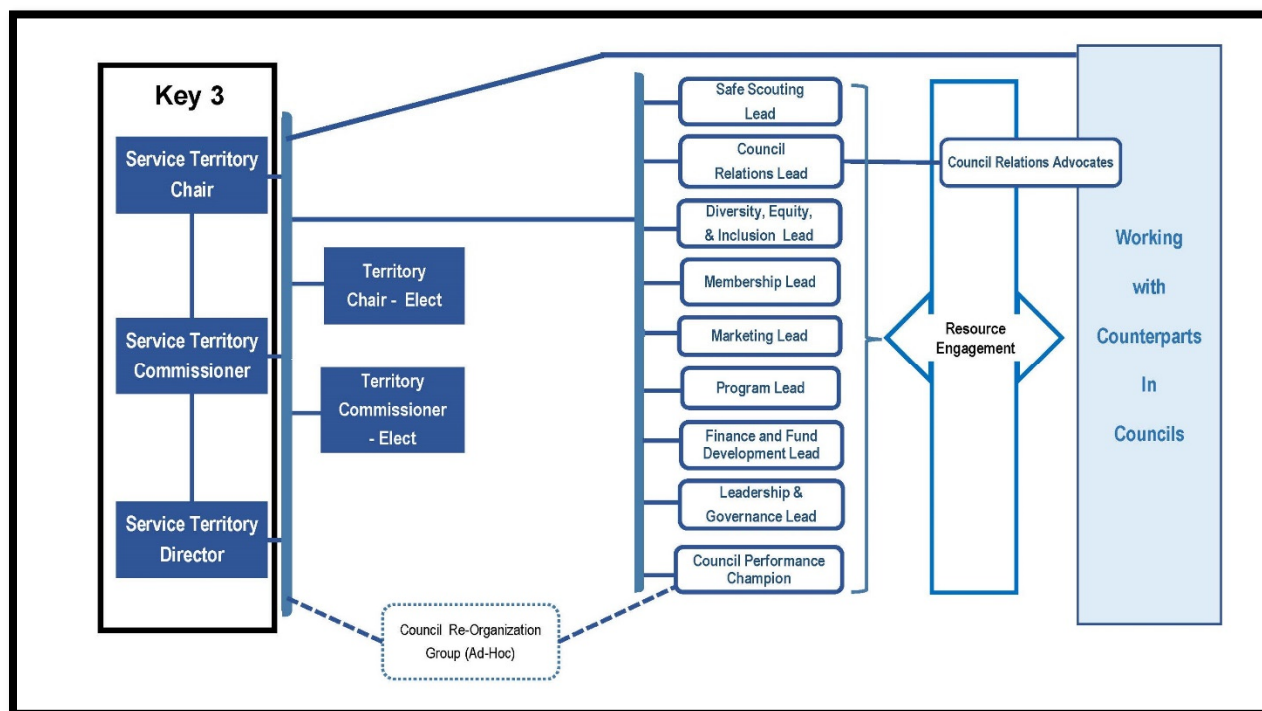 Key 3
Service Territory
Chair
Service Territory
Commissioner
Service Territory
Director
Territory
Chair - Elect
Territory
Commissioner
- Elect
Council Re-Organization
Group (Ad-Hoc)
Safe Scouting
Lead
Council
Relations Lead
Diversity, Equity,
& Inclusion Lead
Membership Lead
Marketing Lead
Program Lead
Finance and Fund
Development Lead
Leadership &
Governance Lead
Council Performance
Champion
Council Relations Advocates
Resource
Engagement
Working
with
Counterparts
In
Councils